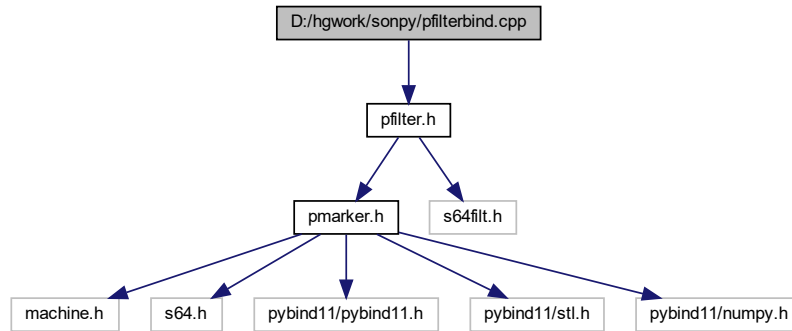 D:/hgwork/sonpy/pfilterbind.cpp
pfilter.h
pmarker.h
s64filt.h
machine.h
s64.h
pybind11/pybind11.h
pybind11/stl.h
pybind11/numpy.h